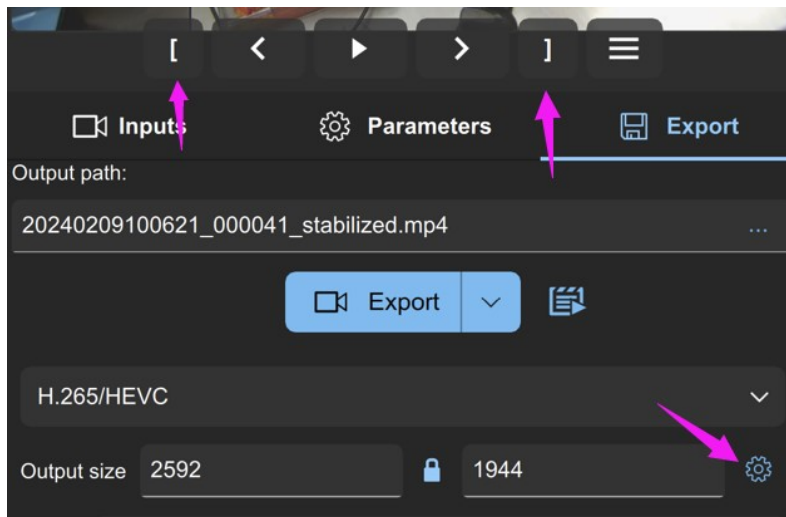 [ < > ]
Inputs Parameters Export
Output path:
20240209100621_000041_stabilized.mp4 ...
Export
H.265/HEVC
Output size 2592 1944